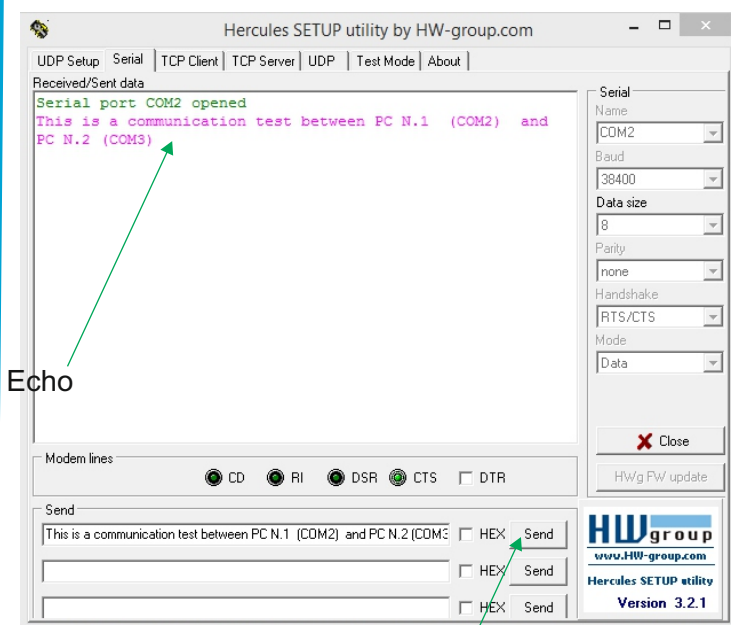 Hercules SETUP utility by HW-group.com
UDP Setup Serial TCP Client TCP Server UDP Test Mode About
Received/Sent data
Serial port COM2 opened
This is a communication test between PC N.1 (COM2) and
PC N.2 (COM3)
Echo
Serial
Name
COM2
Baud
38400
Data size
8
Parity
none
Handshake
RTS/CTS
Mode
Data
Close
HWg FW update
Modem lines
CD RI DSR CTS DTR
Send
This is a communication test between PC N.1 (COM2) and PC N.2 (COM3 HEX Send
HEX Send
HEX Send
HW group
www.HW-group.com
Hercules SETUP utility
Version 3.2.1